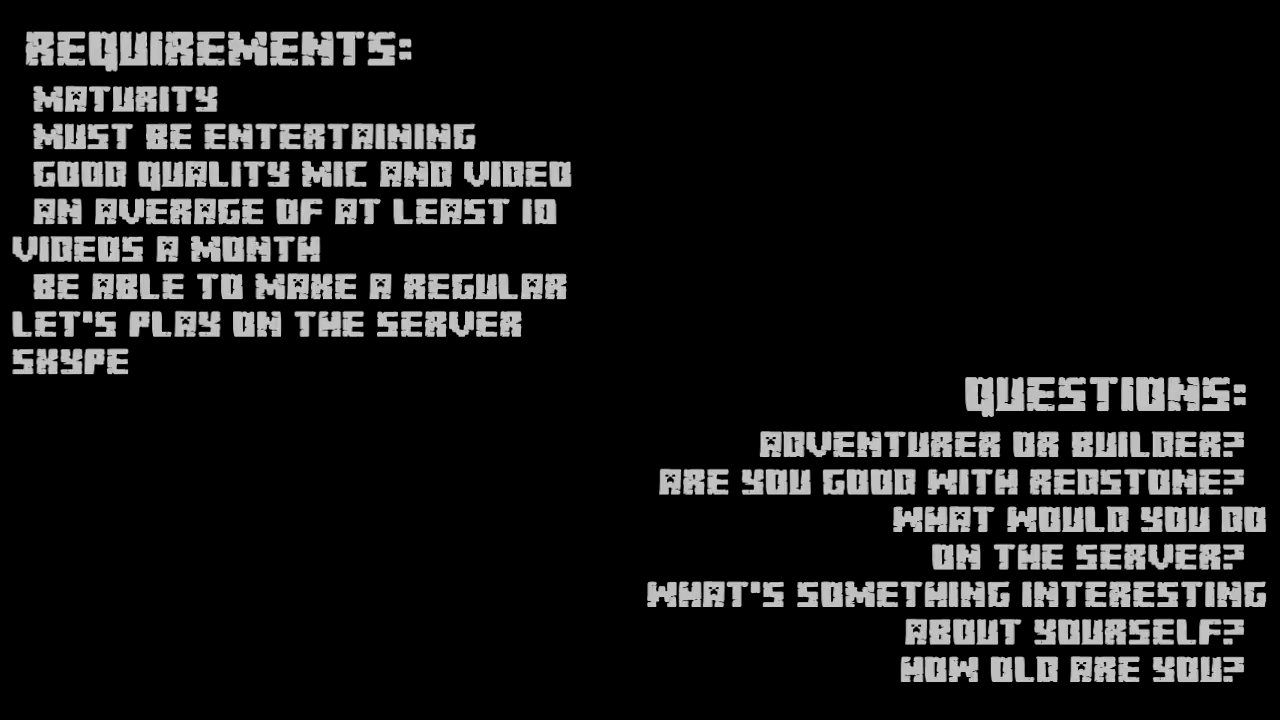 REQUIREMENTS:
MATURITY
MUST BE ENTERTAINING
GOOD QUALITY MIC AND VIDEO
AN AVERAGE OF AT LEAST 10
VIDEOS A MONTH
BE ABLE TO MAKE A REGULAR
LET'S PLAY ON THE SERVER
SKYPE
QUESTIONS:
ADVENTURER OR BUILDER?
ARE YOU GOOD WITH REDSTONE?
WHAT WOULD YOU DO
ON THE SERVER?
WHAT'S SOMETHING INTERESTING
ABOUT YOURSELF?
HOW OLD ARE YOU?